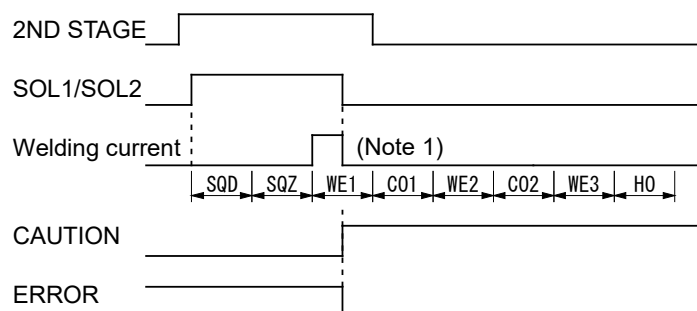 2ND STAGE
SOL1/SOL2
Welding current (Note 1)
SQD SQZ WE1 CO1 WE2 CO2 WE3 HO
CAUTION
ERROR